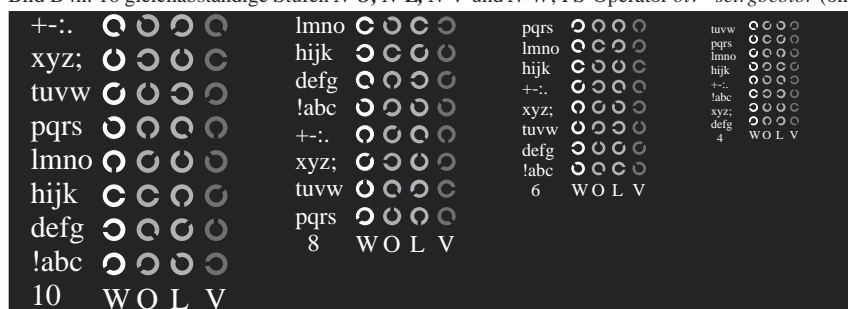 +-:.
xyz;
tuvw
pqrs
lmno
hijk
defg
!abc
10 W O L V
lmno
hijk
defg
!abc
+-:.
xyz;
tuvw
pqrs
8 W O L V
pqrs
lmno
hijk
+-:.
xyz;
tuvw
defg
!abc
6 W O L V
tuvw
pqrs
lmno
hijk
+-:.
!abc
xyz;
defg
4 W O L V